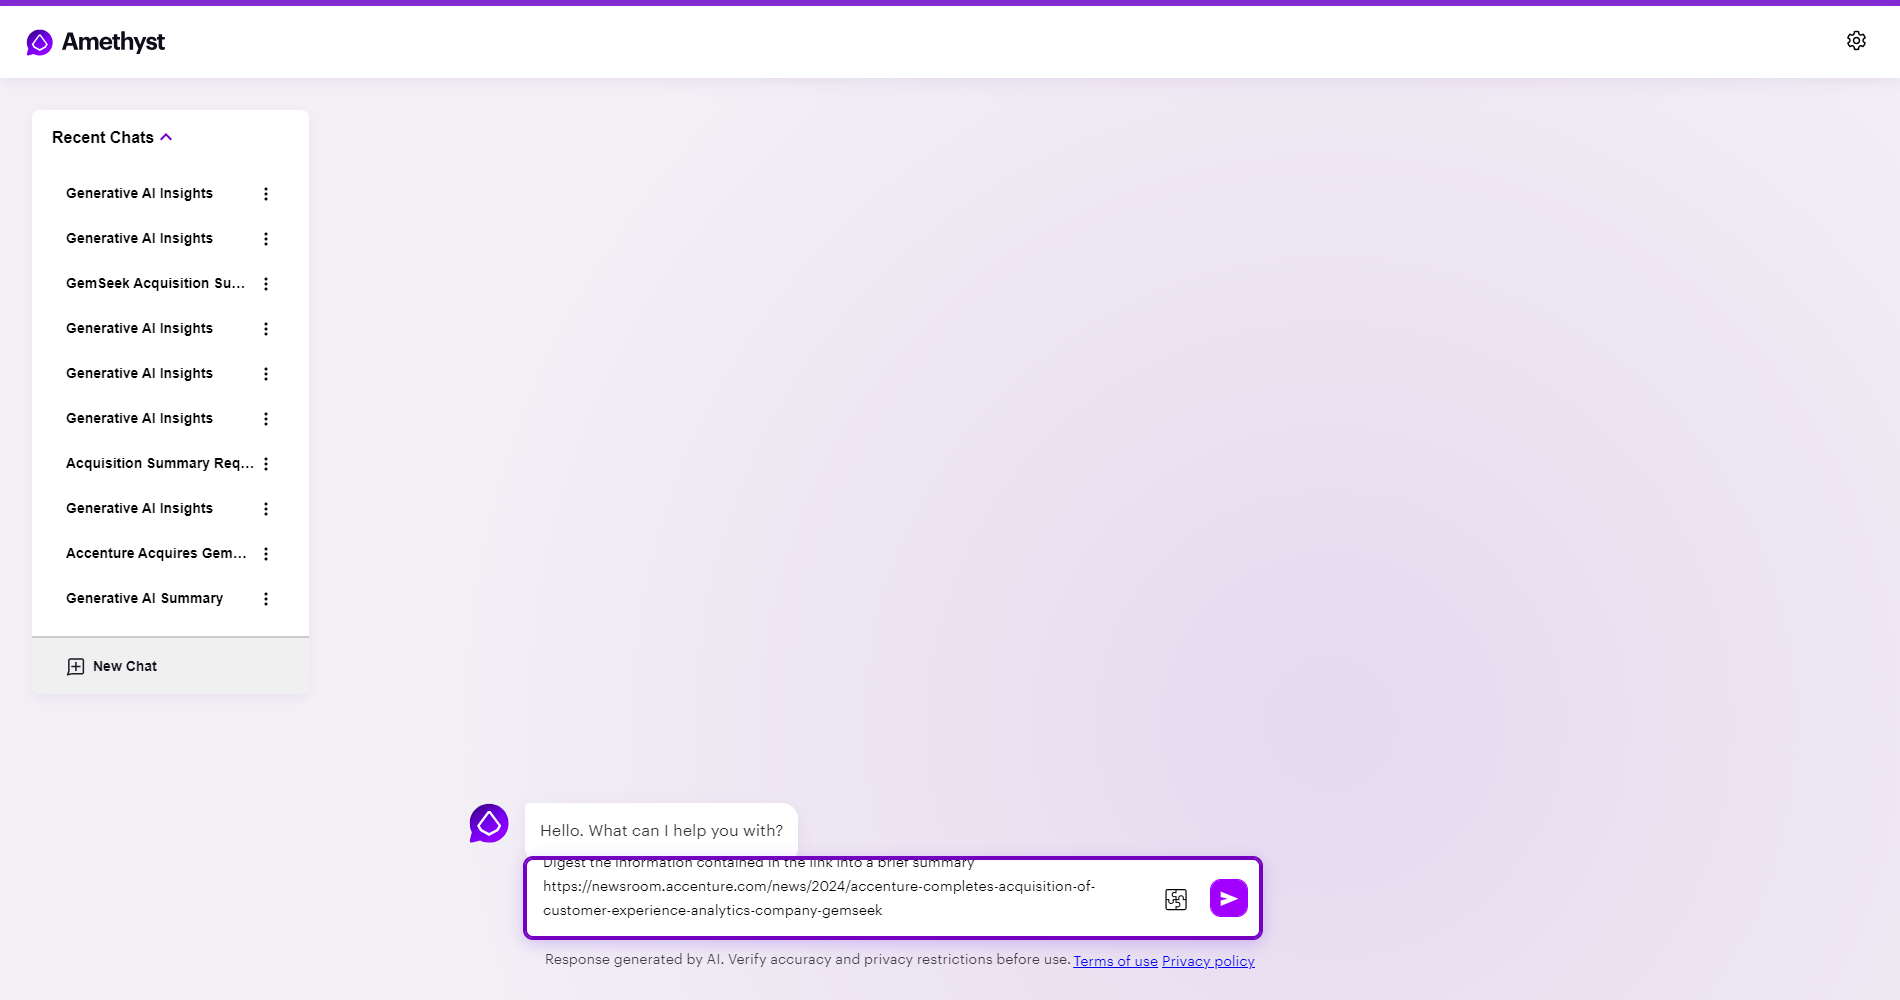 Amethyst
Recent Chats
Generative AI Insights
Generative AI Insights
GemSeek Acquisition Su...
Generative AI Insights
Generative AI Insights
Generative AI Insights
Acquisition Summary Req...
Generative AI Insights
Accenture Acquires Gem...
Generative AI Summary
New Chat
Hello. What can I help you with?
Digest the information contained in the link into a brief summary
https://newsroom.accenture.com/news/2024/accenture-completes-acquisition-of-
customer-experience-analytics-company-gemseek
Response generated by AI. Verify accuracy and privacy restrictions before use. Terms of use Privacy policy